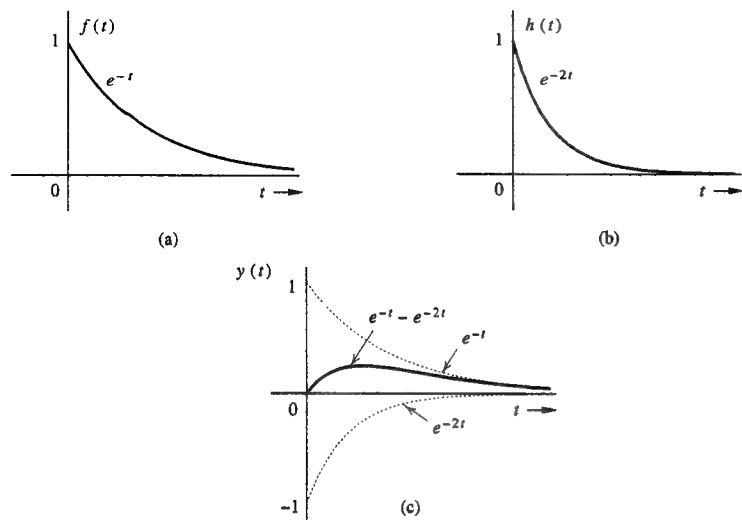 f(t)
1
e^{-t}
0
t
(a)
h(t)
1
e^{-2t}
0
t
(b)
y(t)
1
e^{-t} – e^{-2t}
e^{-t}
0
t
e^{-2t}
–1
(c)